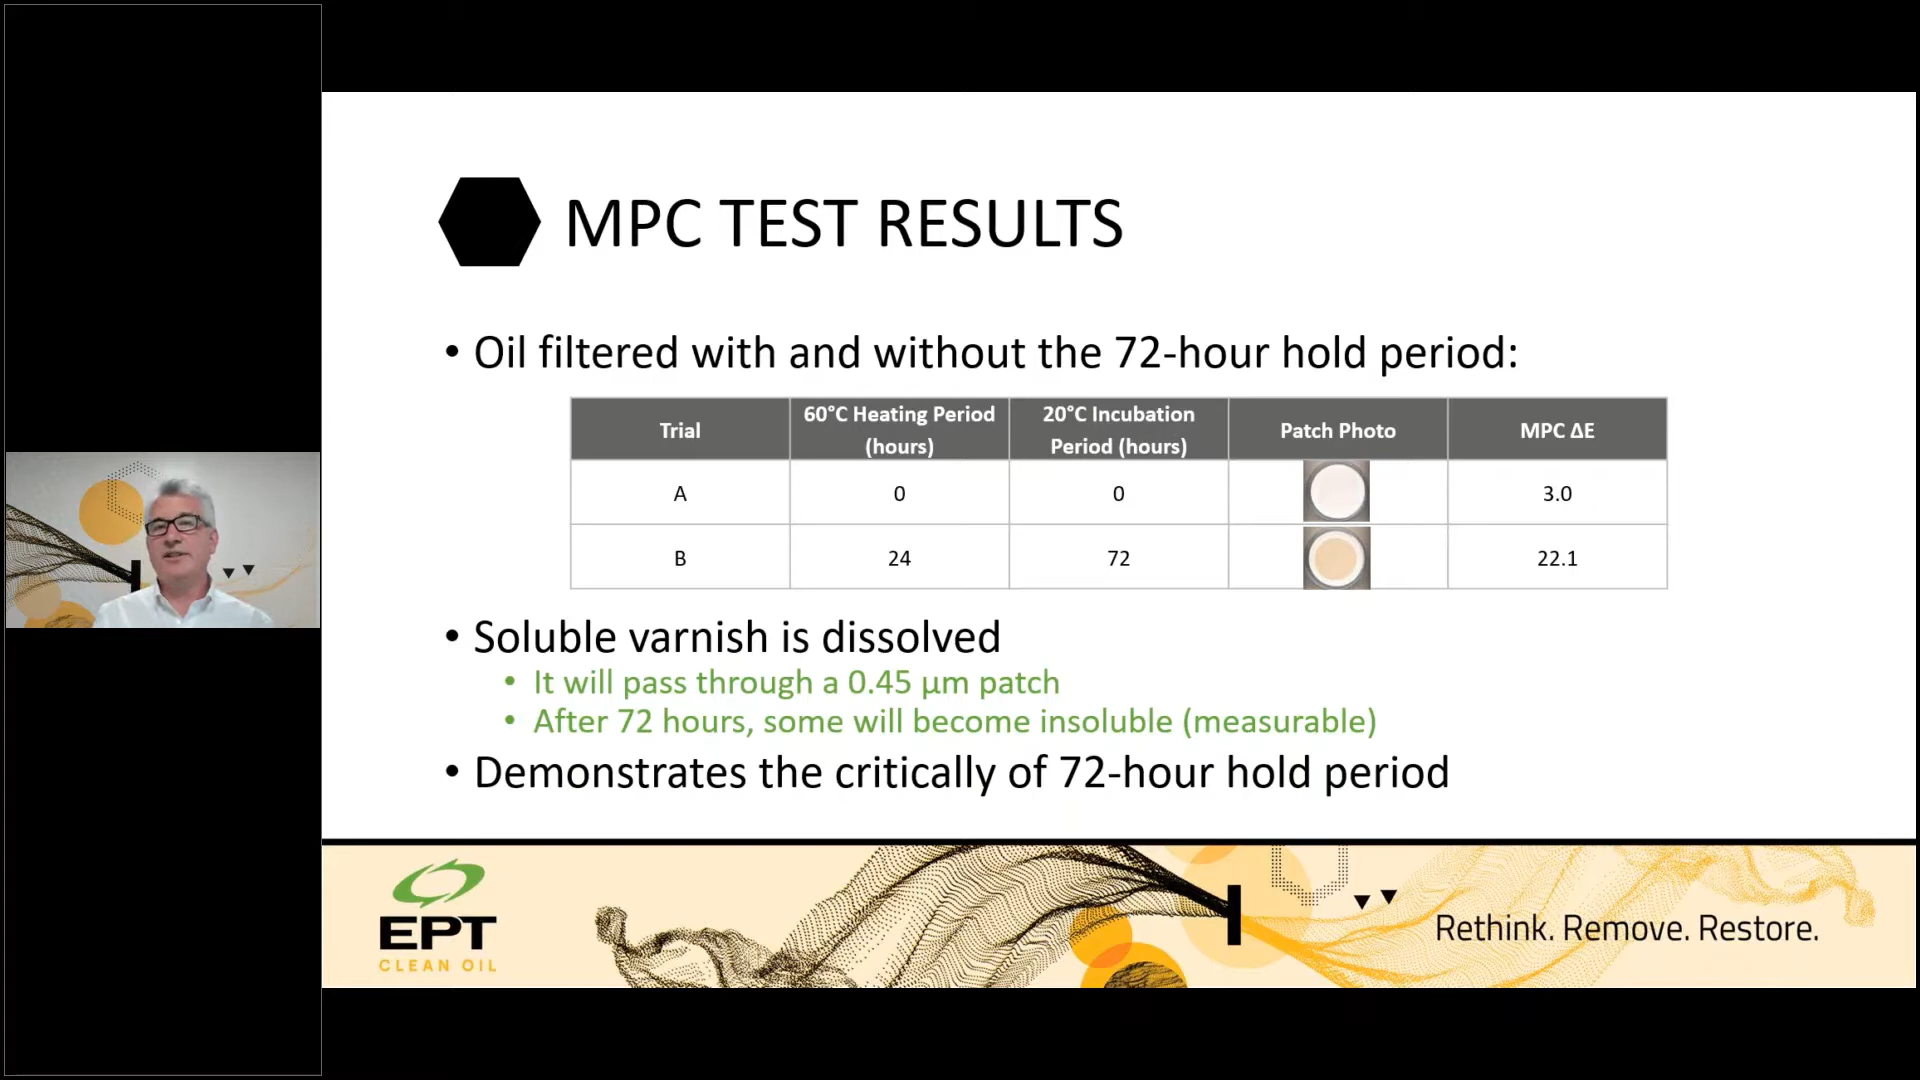 MPC TEST RESULTS
• Oil filtered with and without the 72-hour hold period:
Trial
60°C Heating Period
(hours)
20°C Incubation
Period (hours)
Patch Photo
MPC ΔE
A
0
0
3.0
B
24
72
22.1
• Soluble varnish is dissolved
• It will pass through a 0.45 µm patch
• After 72 hours, some will become insoluble (measurable)
• Demonstrates the critically of 72-hour hold period
EPT
CLEAN OIL
Rethink. Remove. Restore.